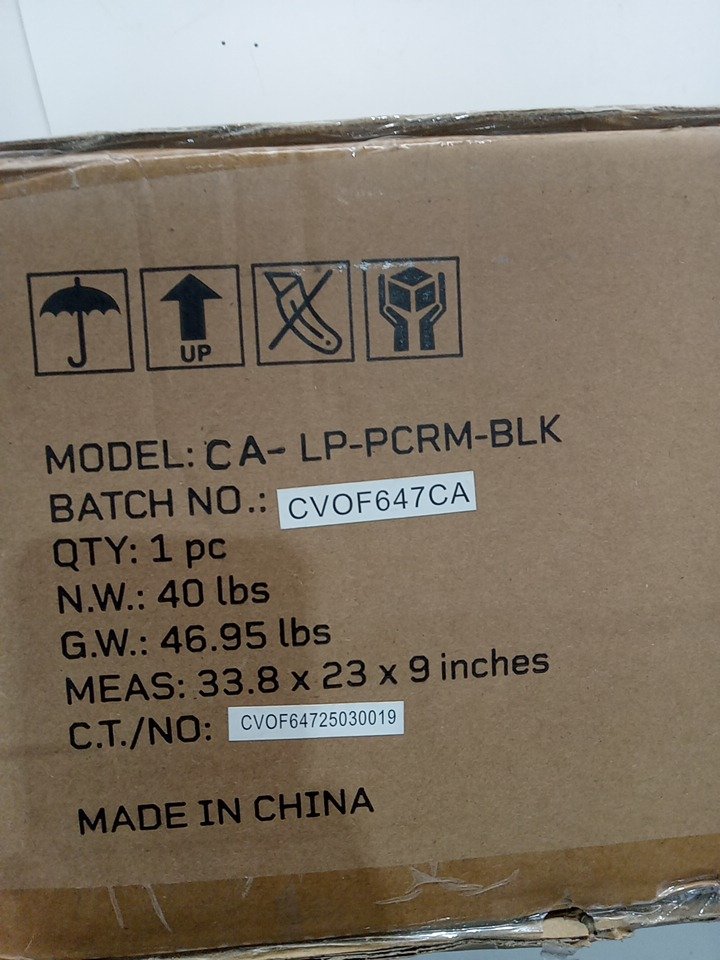 UP
MODEL: CA- LP-PCRM-BLK
BATCH NO.: CVOF647CA
QTY: 1 pc
N.W.: 40 lbs
G.W.: 46.95 lbs
MEAS: 33.8 x 23 x 9 inches
C.T./NO: CVOF64725030019
MADE IN CHINA